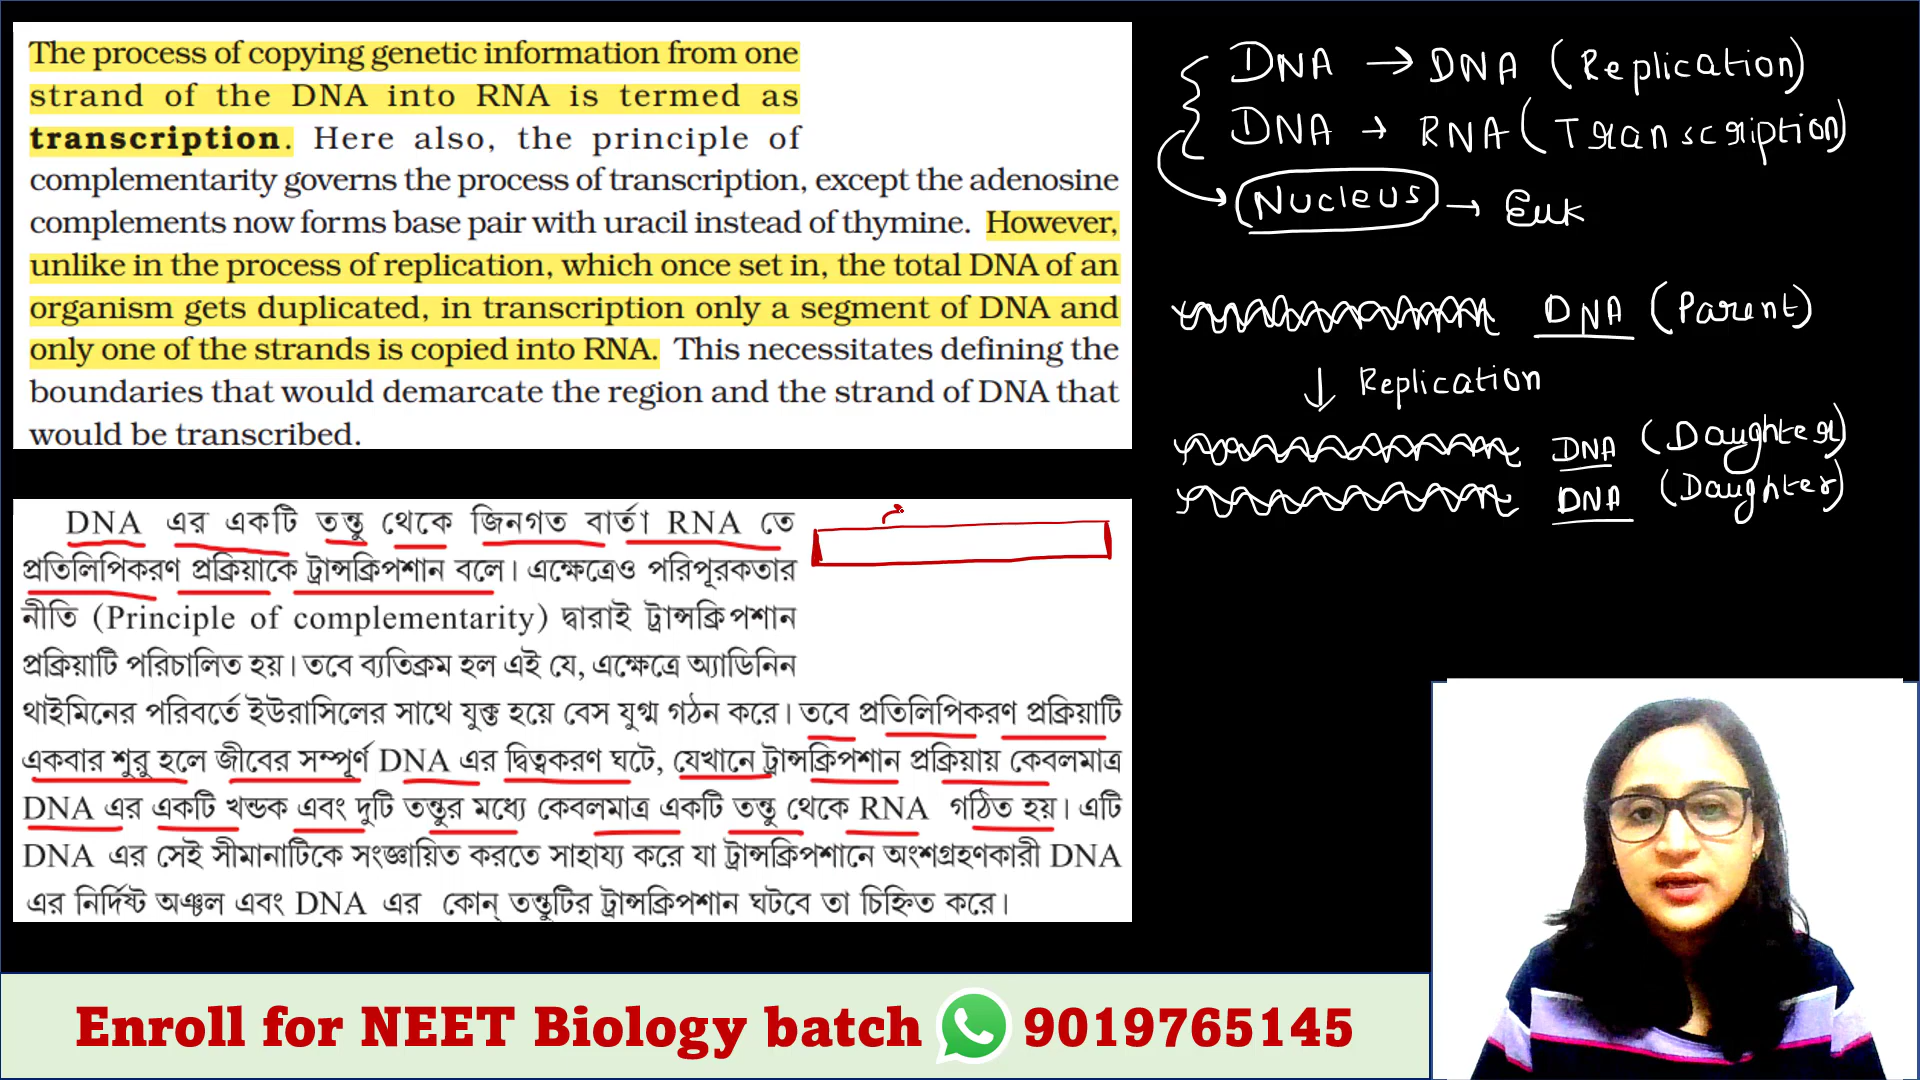 The process of copying genetic information from one
strand of the DNA into RNA is termed as
transcription. Here also, the principle of
complementarity governs the process of transcription, except the adenosine
complements now forms base pair with uracil instead of thymine. However,
unlike in the process of replication, which once set in, the total DNA of an
organism gets duplicated, in transcription only a segment of DNA and
only one of the strands is copied into RNA. This necessitates defining the
boundaries that would demarcate the region and the strand of DNA that
would be transcribed.
DNA এর একটি তন্তু থেকে জিনগত বার্তা RNA তে
প্রতিলিপিকরণ প্রক্রিয়াকে ট্রান্সক্রিপশান বলে। এক্ষেত্রেও পরিপূরকতার
নীতি (Principle of complementarity) দ্বারাই ট্রান্সক্রিপশান
প্রক্রিয়াটি পরিচালিত হয়। তবে ব্যতিক্রম হল এই যে, এক্ষেত্রে অ্যাডিনিন
থাইমিনের পরিবর্তে ইউরাসিলের সাথে যুক্ত হয়ে বেস যুগ্ম গঠন করে। তবে প্রতিলিপিকরণ প্রক্রিয়াটি
একবার শুরু হলে জীবের সম্পূর্ণ DNA এর দ্বিত্বকরণ ঘটে, যেখানে ট্রান্সক্রিপশান প্রক্রিয়ায় কেবলমাত্র
DNA এর একটি খন্ডক এবং দুটি তন্তুর মধ্যে কেবলমাত্র একটি তন্তু থেকে RNA গঠিত হয়। এটি
DNA এর সেই সীমানাটিকে সংজ্ঞায়িত করতে সাহায্য করে যা ট্রান্সক্রিপশানে অংশগ্রহণকারী DNA
এর নির্দিষ্ট অঞ্চল এবং DNA এর কোন্ তন্তুটির ট্রান্সক্রিপশান ঘটবে তা চিহ্নিত করে।
DNA → DNA (Replication)
DNA → RNA (Transcription)
Nucleus → Euk
DNA (Parent)
↓ Replication
DNA (Daughter)
DNA (Daughter)
Enroll for NEET Biology batch 9019765145